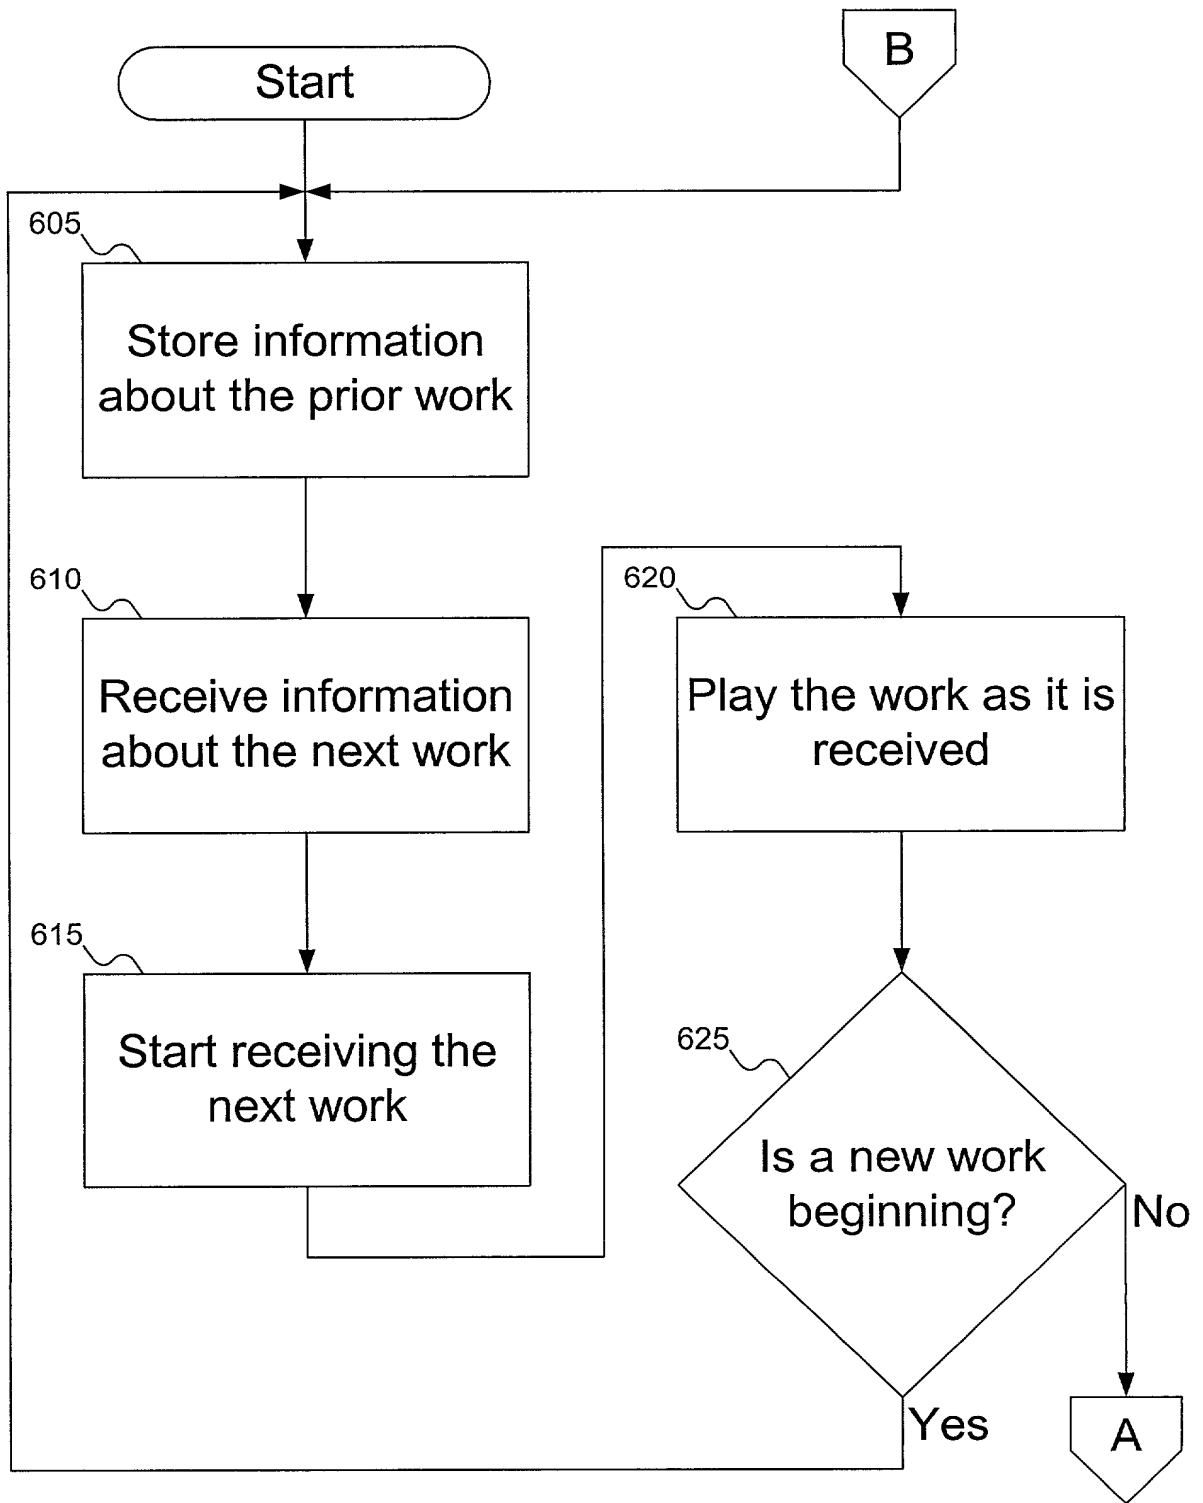 Start
B
605
Store information
about the prior work
610
Receive information
about the next work
615
Start receiving the
next work
620
Play the work as it is
received
625
Is a new work
beginning?
No
Yes
A